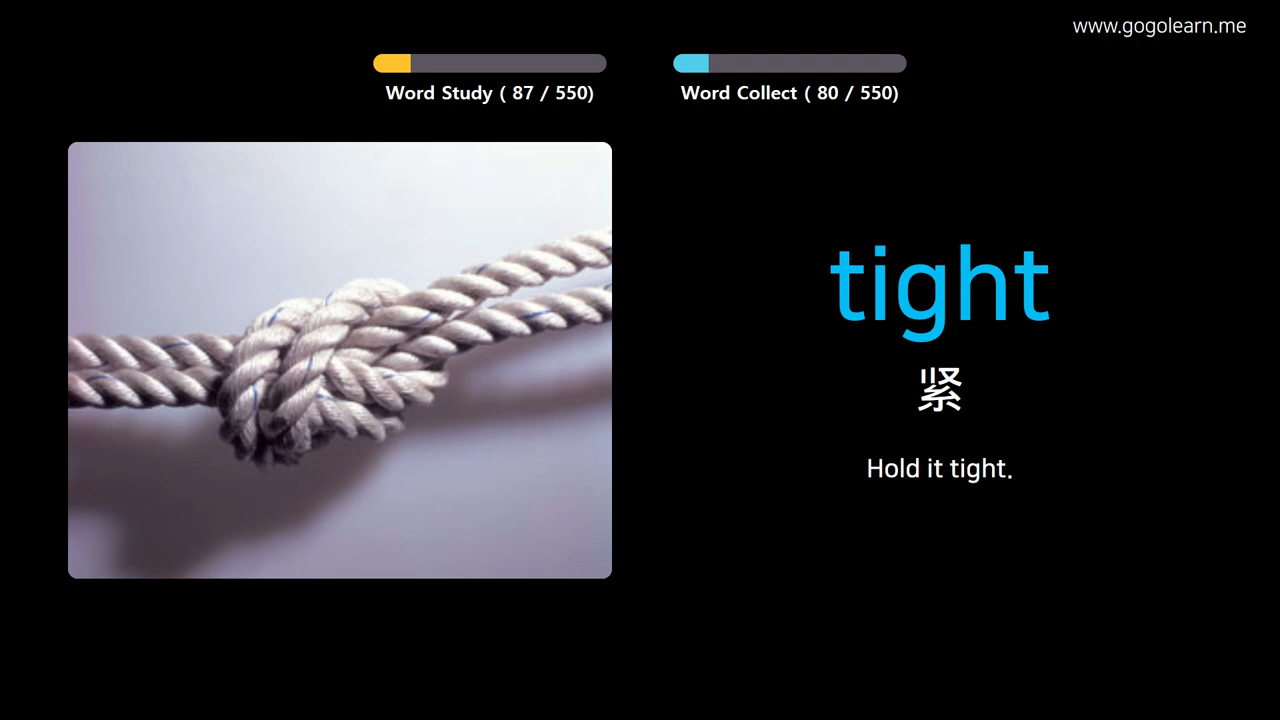 www.gogolearn.me
Word Study ( 87 / 550)
Word Collect ( 80 / 550)
tight
紧
Hold it tight.